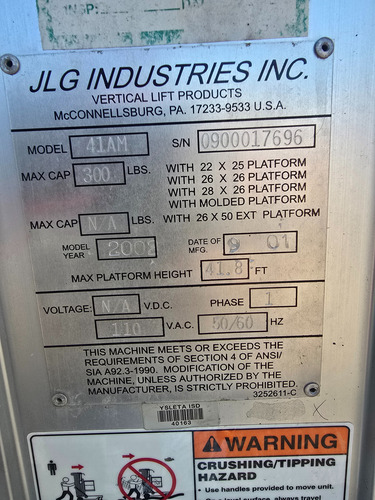 INSP:
JLG INDUSTRIES INC.
VERTICAL LIFT PRODUCTS
McCONNELLSBURG, PA. 17233-9533 U.S.A.
MODEL 41AM S/N 0900017696
MAX CAP 300 LBS. WITH 22 X 25 PLATFORM
WITH 26 X 26 PLATFORM
WITH 28 X 26 PLATFORM
WITH MOLDED PLATFORM
MAX CAP N/A LBS. WITH 26 X 50 EXT PLATFORM
MODEL YEAR DATE OF MFG. 9 01
MAX PLATFORM HEIGHT 41.8 FT
VOLTAGE: N/A V.D.C. PHASE 1
110 V.A.C. 50/60 HZ
THIS MACHINE MEETS OR EXCEEDS THE
REQUIREMENTS OF SECTION 4 OF ANSI/
SIA A92.3-1990. MODIFICATION OF THE
MACHINE, UNLESS AUTHORIZED BY THE
MANUFACTURER, IS STRICTLY PROHIBITED.
3252611-C
YSLETA ISD
40163
WARNING
CRUSHING/TIPPING
HAZARD
• Use handles provided to move unit.
level surface, always travel